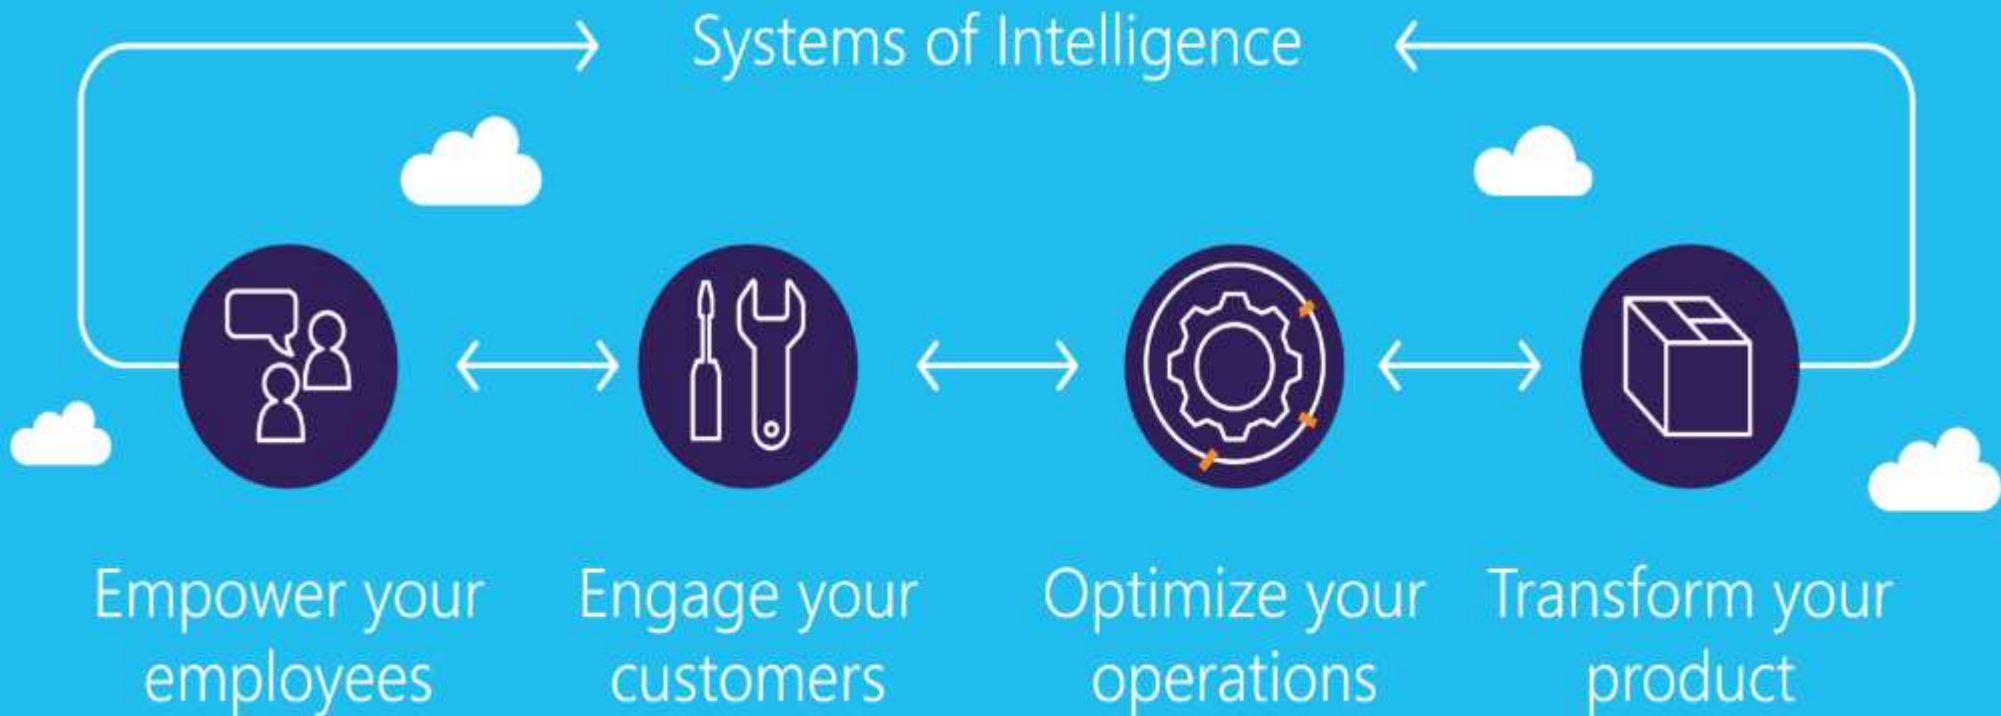 Systems of Intelligence
Empower your
employees
Engage your
customers
Optimize your
operations
Transform your
product